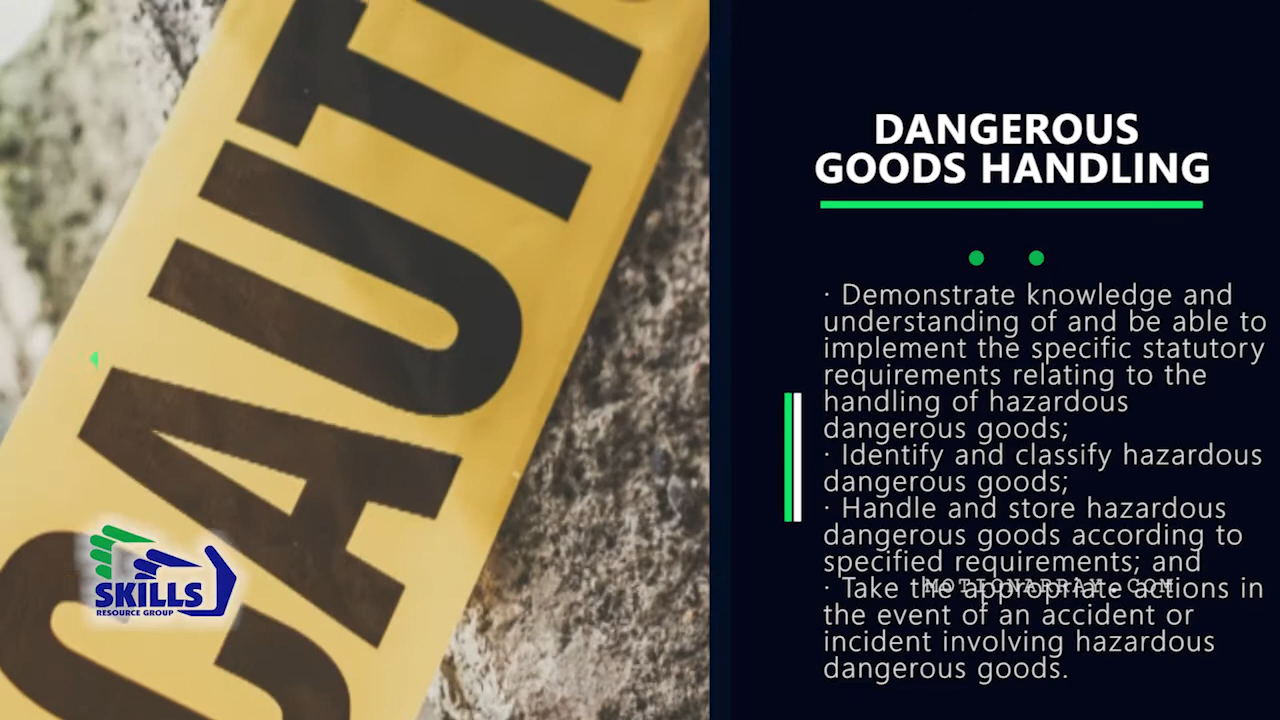 CAUTI
SKILLS
RESOURCE GROUP
DANGEROUS
GOODS HANDLING
· Demonstrate knowledge and
understanding of and be able to
implement the specific statutory
requirements relating to the
handling of hazardous
dangerous goods;
· Identify and classify hazardous
dangerous goods;
· Handle and store hazardous
dangerous goods according to
specified requirements; and
· Take the appropriate actions in
MOTIONARRAY.COM
the event of an accident or
incident involving hazardous
dangerous goods.